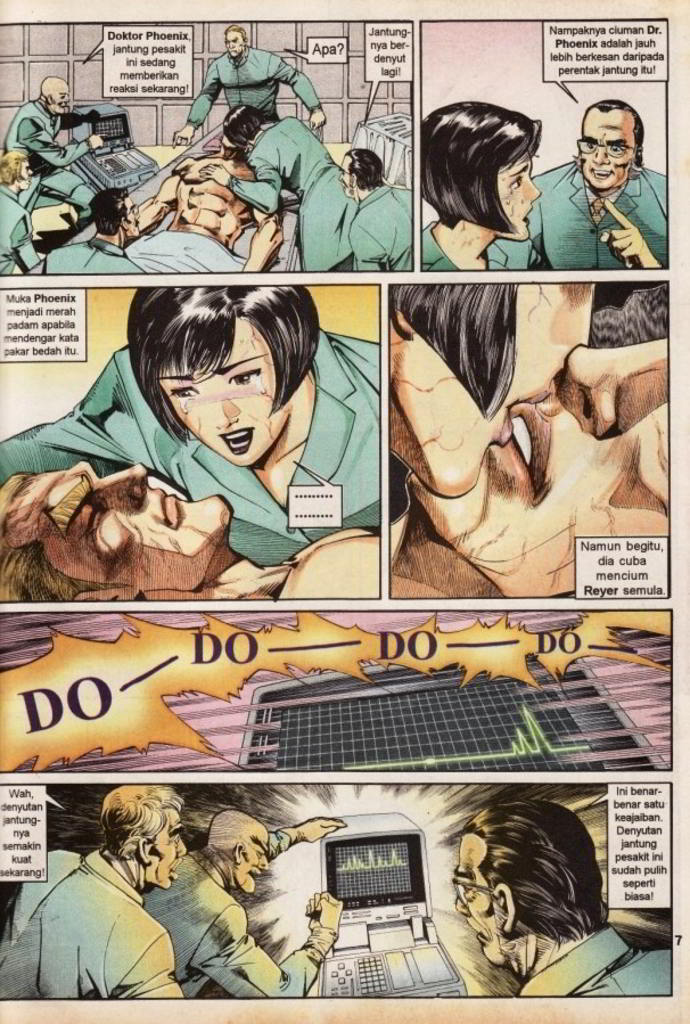 Doktor Phoenix,
jantung pesakit
ini sedang
memberikan
reaksi sekarang!
Apa?
Jantung-
nya ber-
denyut
lagi!
Nampaknya ciuman Dr.
Phoenix adalah jauh
lebih berkesan daripada
perentak jantung itu!
Muka Phoenix
menjadi merah
padam apabila
mendengar kata
pakar bedah itu.
..........
..........
Namun begitu,
dia cuba
mencium
Reyer semula.
DO — DO — DO — DO —
Wah,
denyutan
jantung-
nya
semakin
kuat
sekarang!
Ini benar-
benar satu
keajaiban.
Denyutan
jantung
pesakit ini
sudah pulih
seperti
biasa!
7